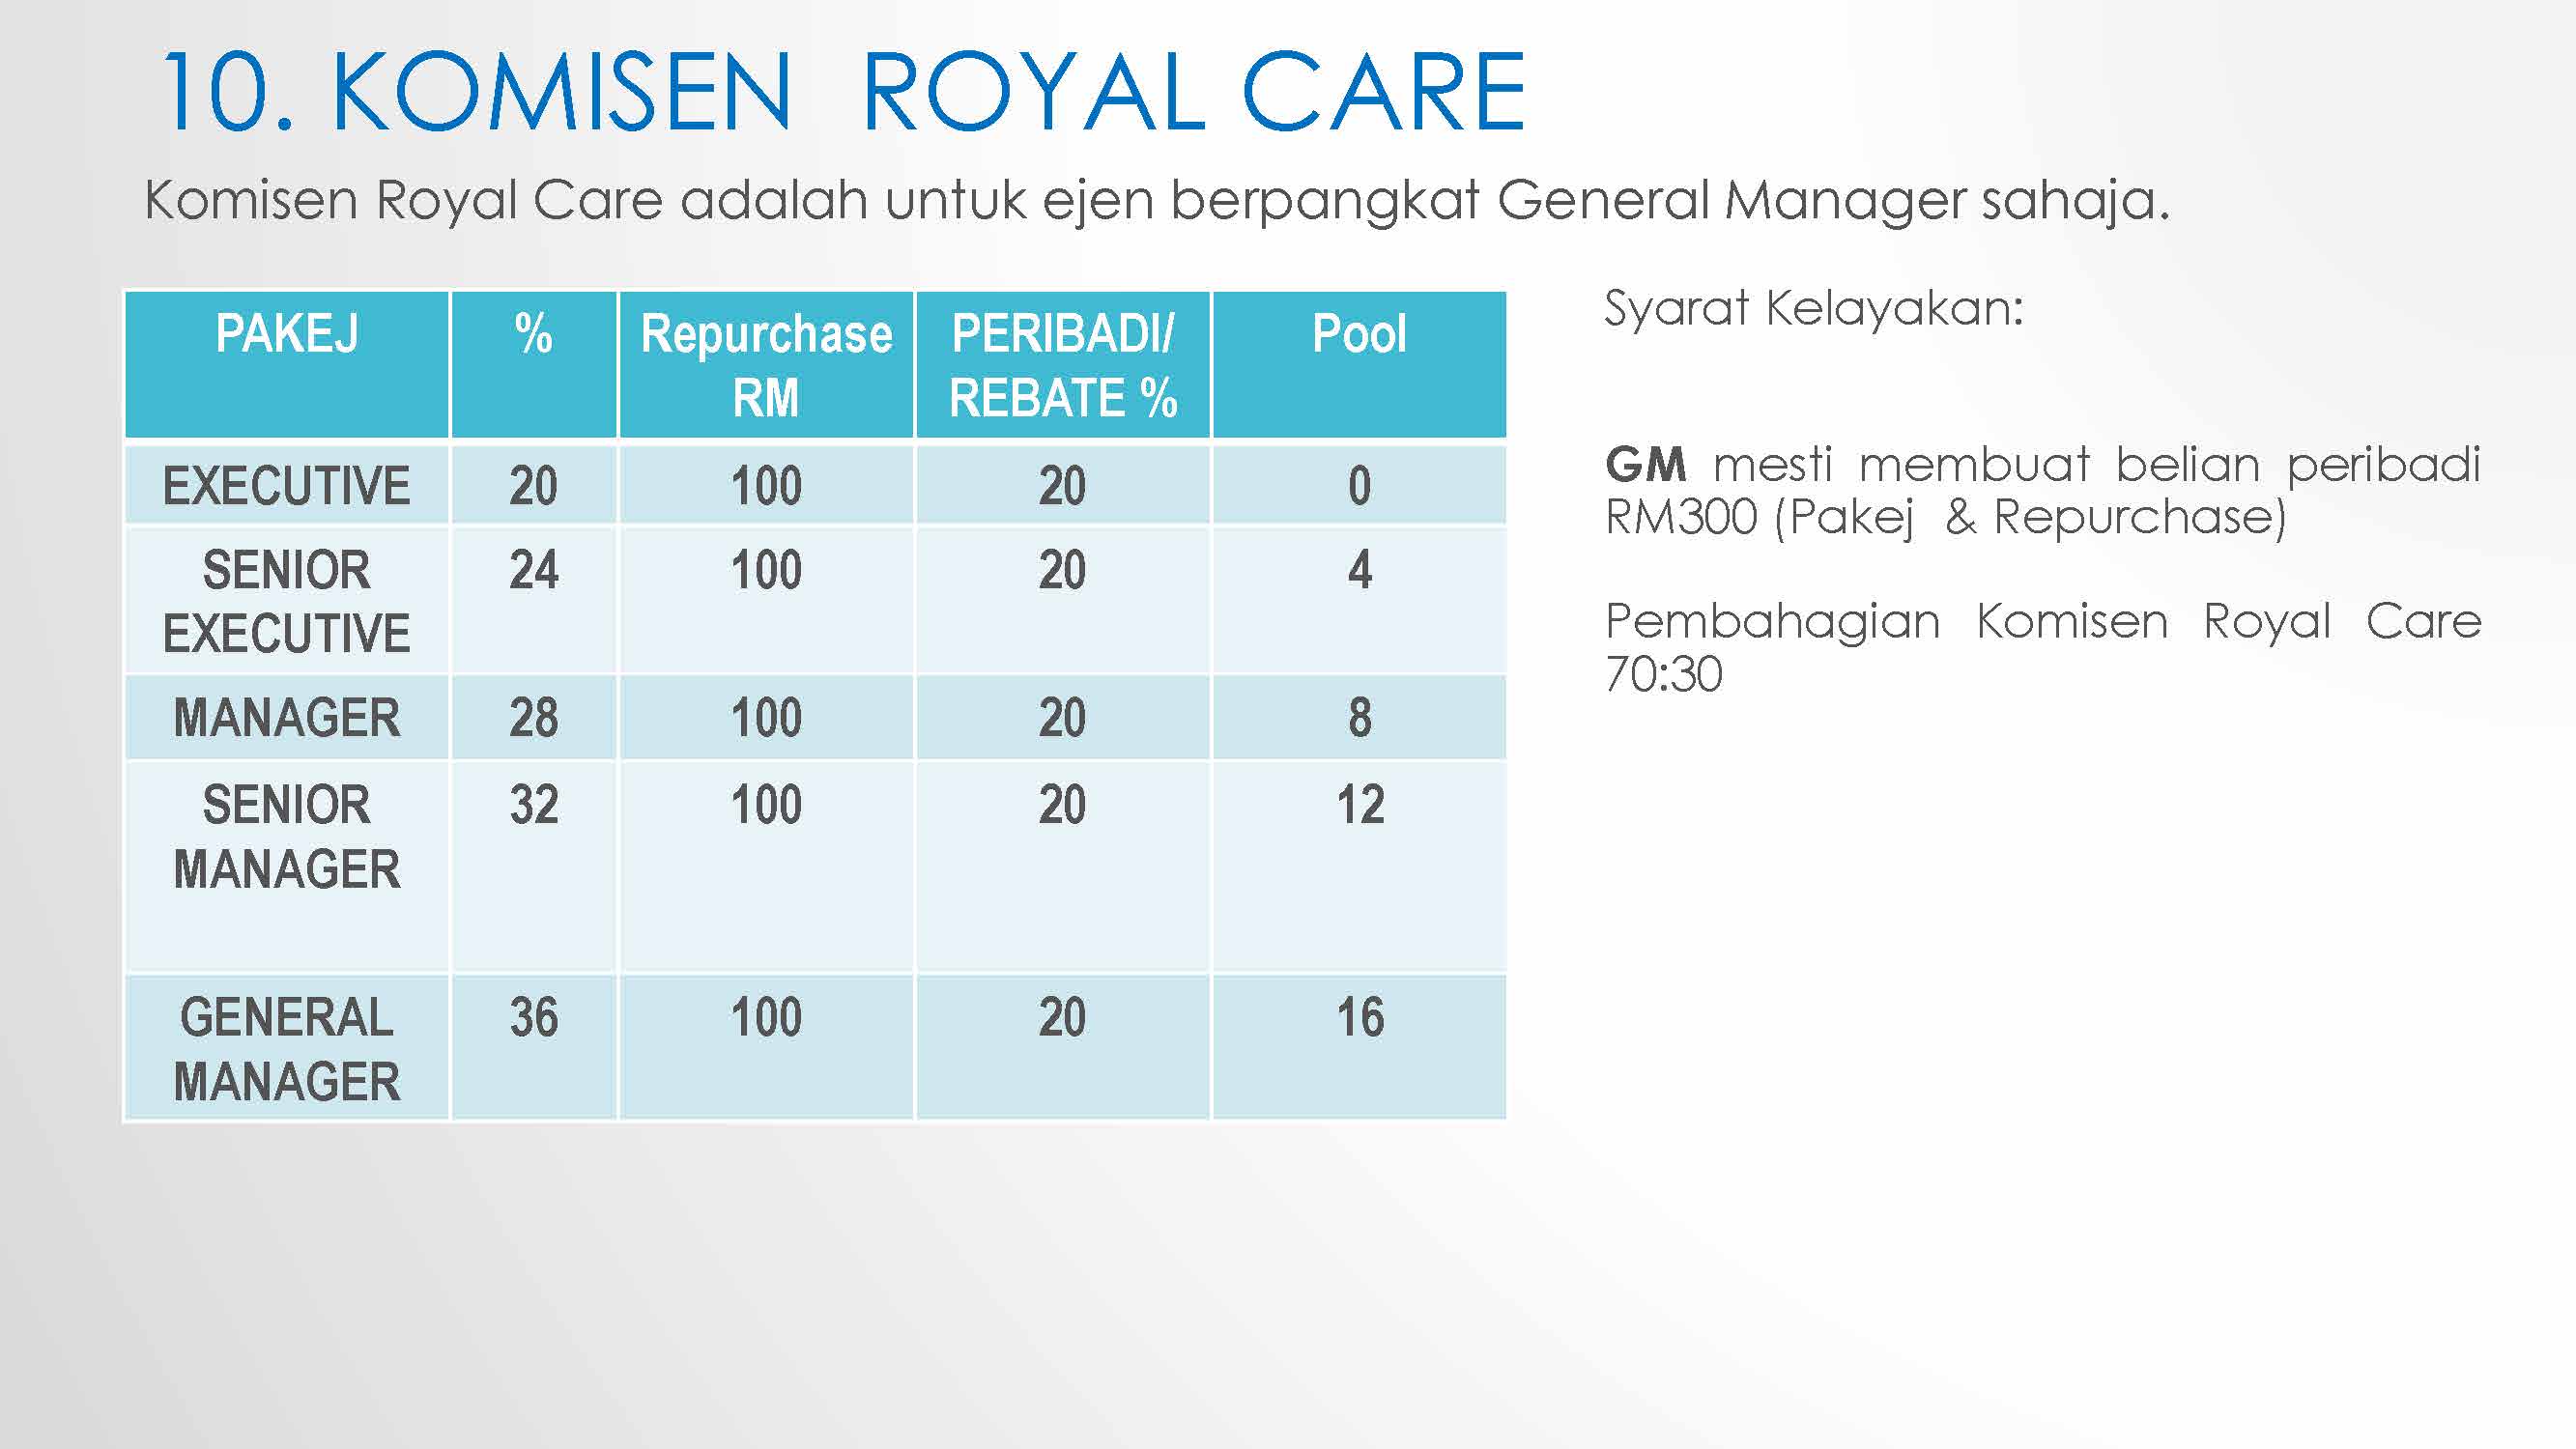 10. KOMISEN ROYAL CARE
Komisen Royal Care adalah untuk ejen berpangkat General Manager sahaja.
PAKEJ % Repurchase RM PERIBADI/ REBATE % Pool
EXECUTIVE 20 100 20 0
SENIOR EXECUTIVE 24 100 20 4
MANAGER 28 100 20 8
SENIOR MANAGER 32 100 20 12
GENERAL MANAGER 36 100 20 16
Syarat Kelayakan:
GM mesti membuat belian peribadi
RM300 (Pakej & Repurchase)
Pembahagian Komisen Royal Care
70:30